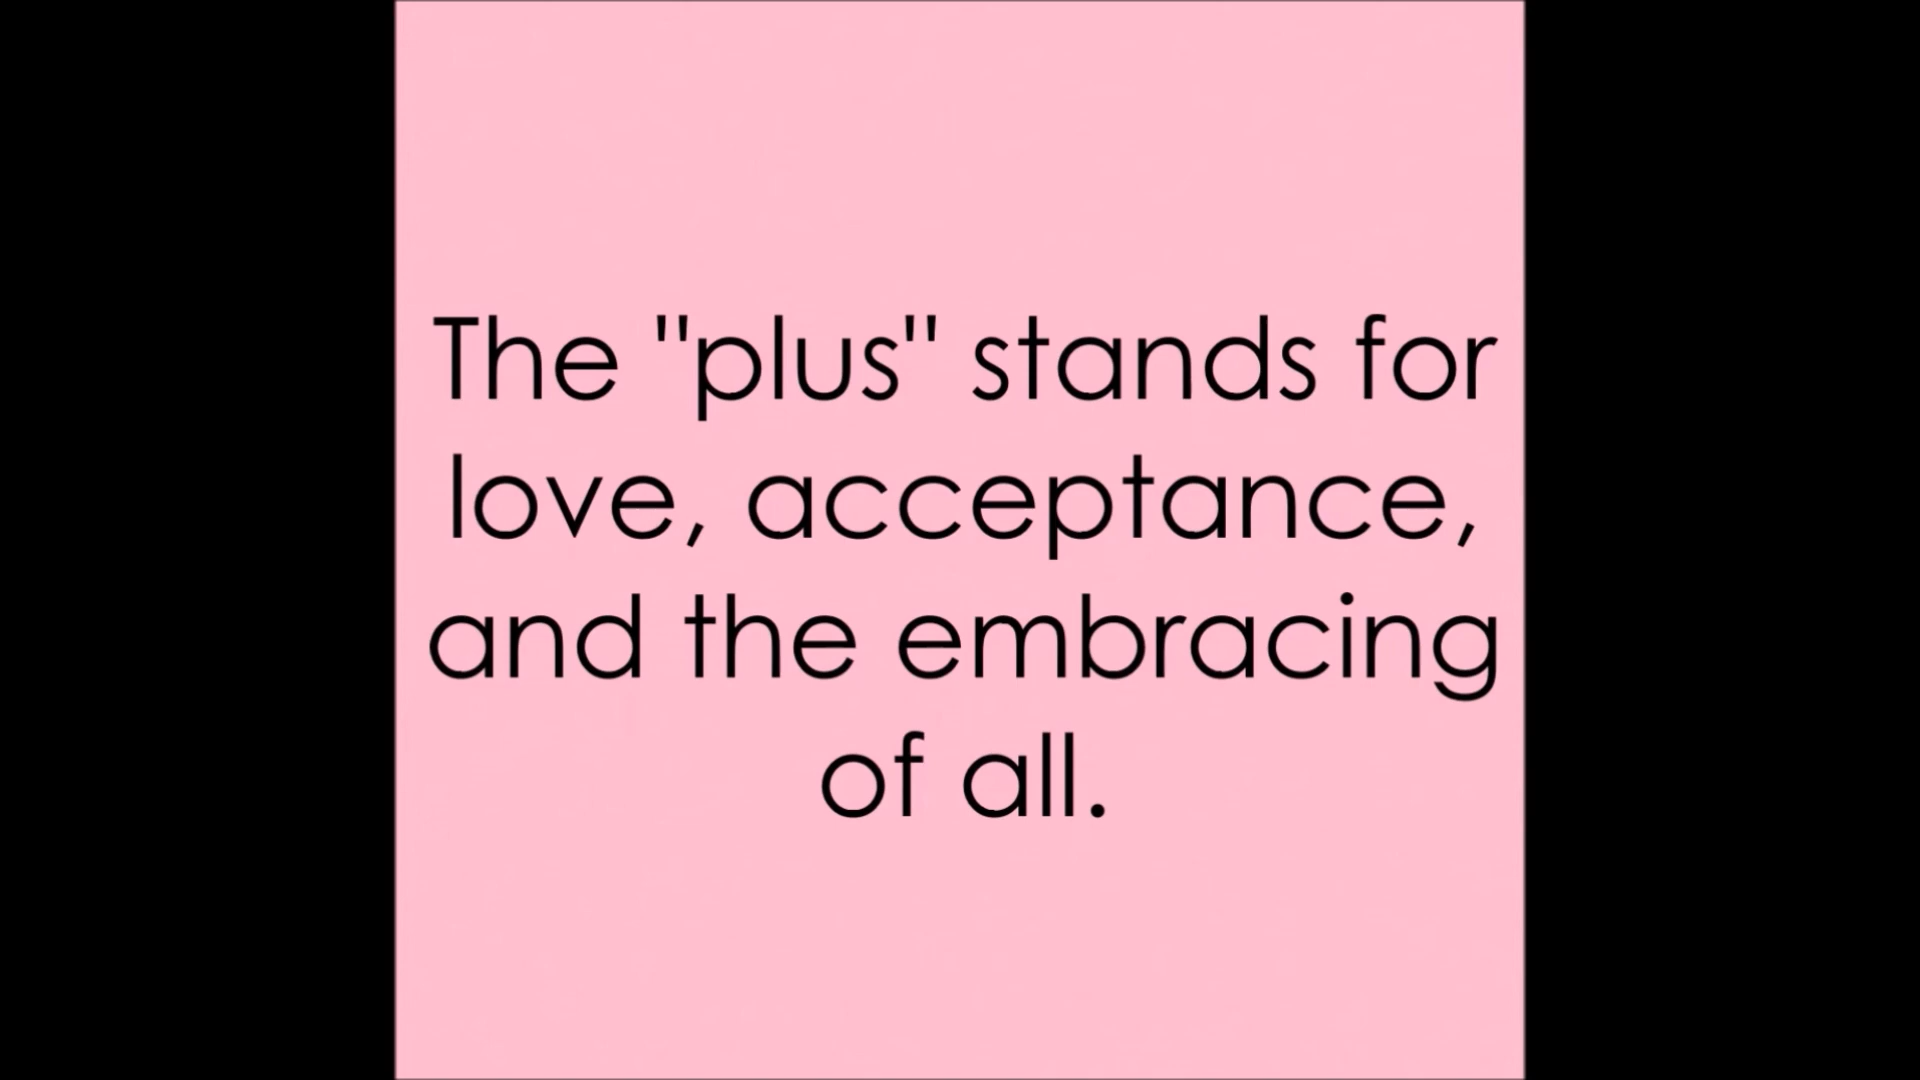 The "plus" stands for
love, acceptance,
and the embracing
of all.